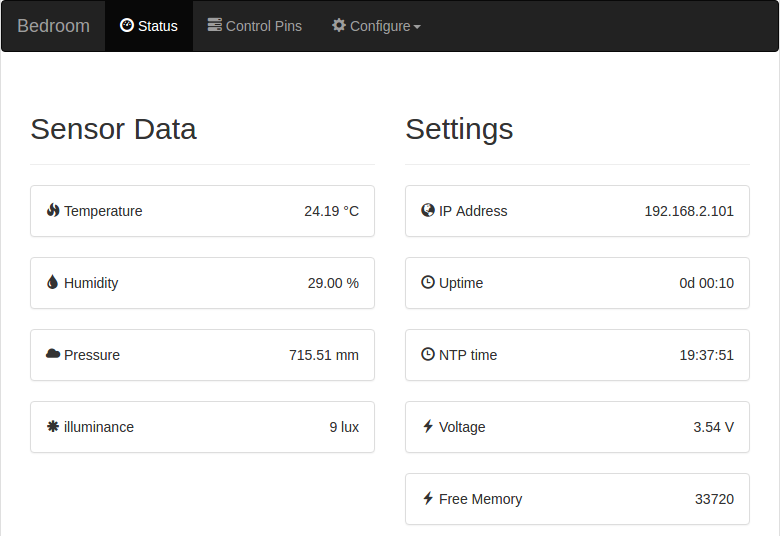 Bedroom Status Control Pins Configure
Sensor Data
Temperature 24.19 °C
Humidity 29.00 %
Pressure 715.51 mm
illuminance 9 lux
Settings
IP Address 192.168.2.101
Uptime 0d 00:10
NTP time 19:37:51
Voltage 3.54 V
Free Memory 33720